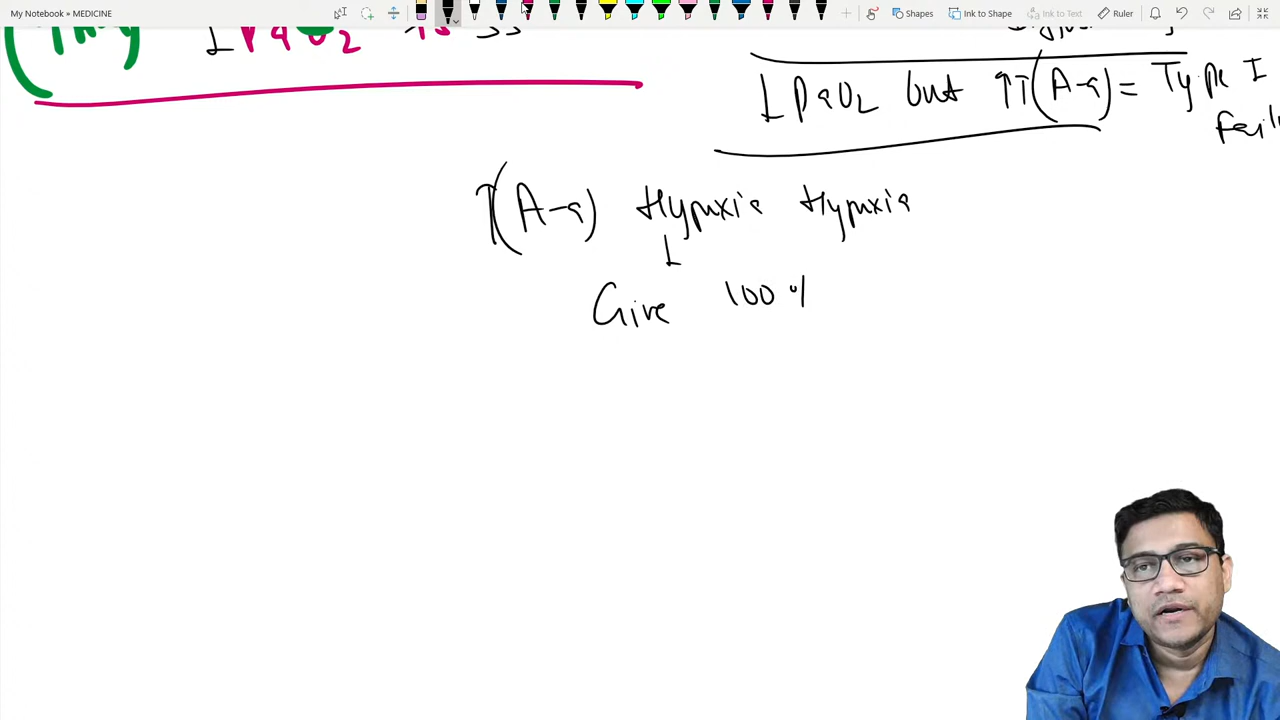 My Notebook » MEDICINE
Shapes
Ink to Shape
Ink to Text
Ruler
↓ PaO2 but ↑↑(A-a) = Type I
↑(A-a) Hypoxia Hypoxia
↓
Give 100 %